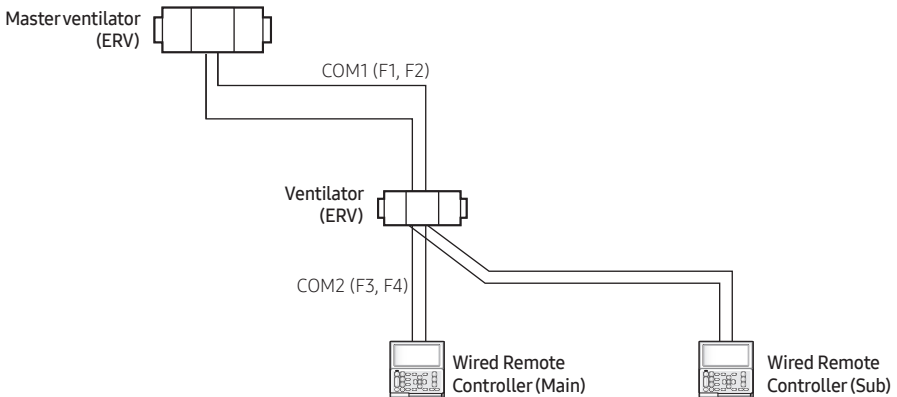 Master ventilator
(ERV)
COM1 (F1, F2)
Ventilator
(ERV)
COM2 (F3, F4)
Wired Remote
Controller (Main)
Wired Remote
Controller (Sub)